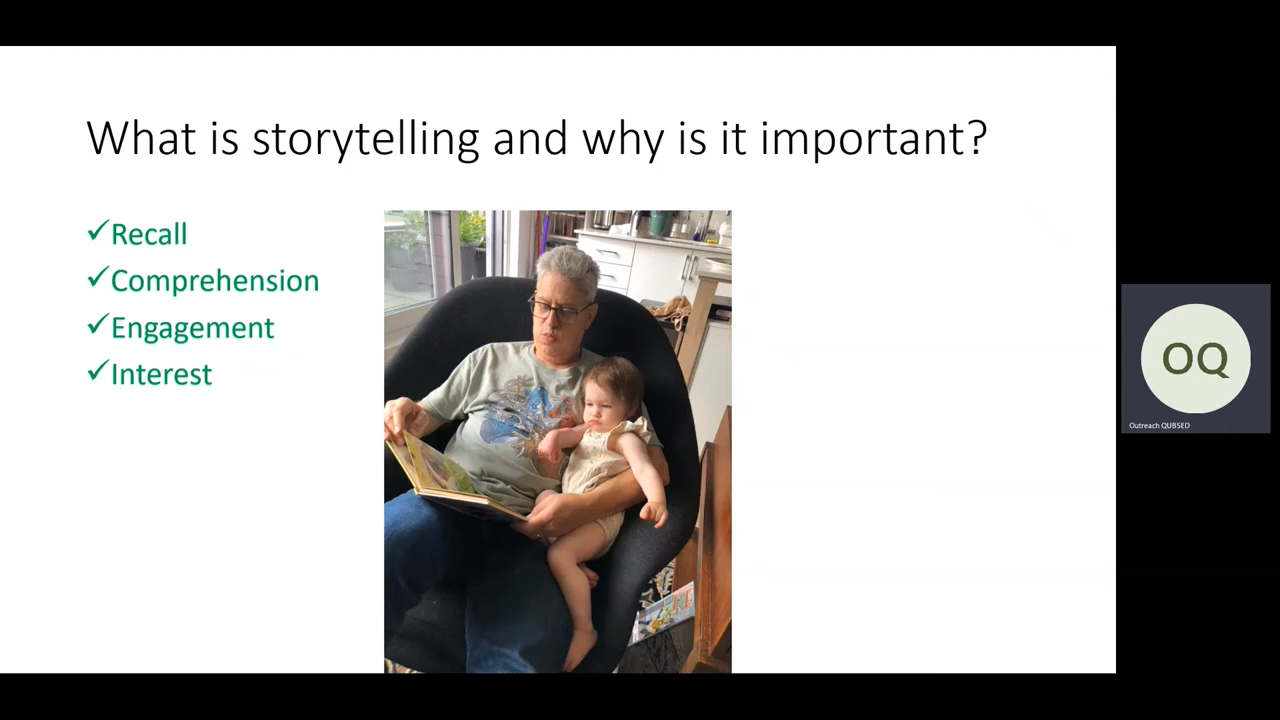 What is storytelling and why is it important?
✓Recall
✓Comprehension
✓Engagement
✓Interest
OQ
Outreach QUBSED